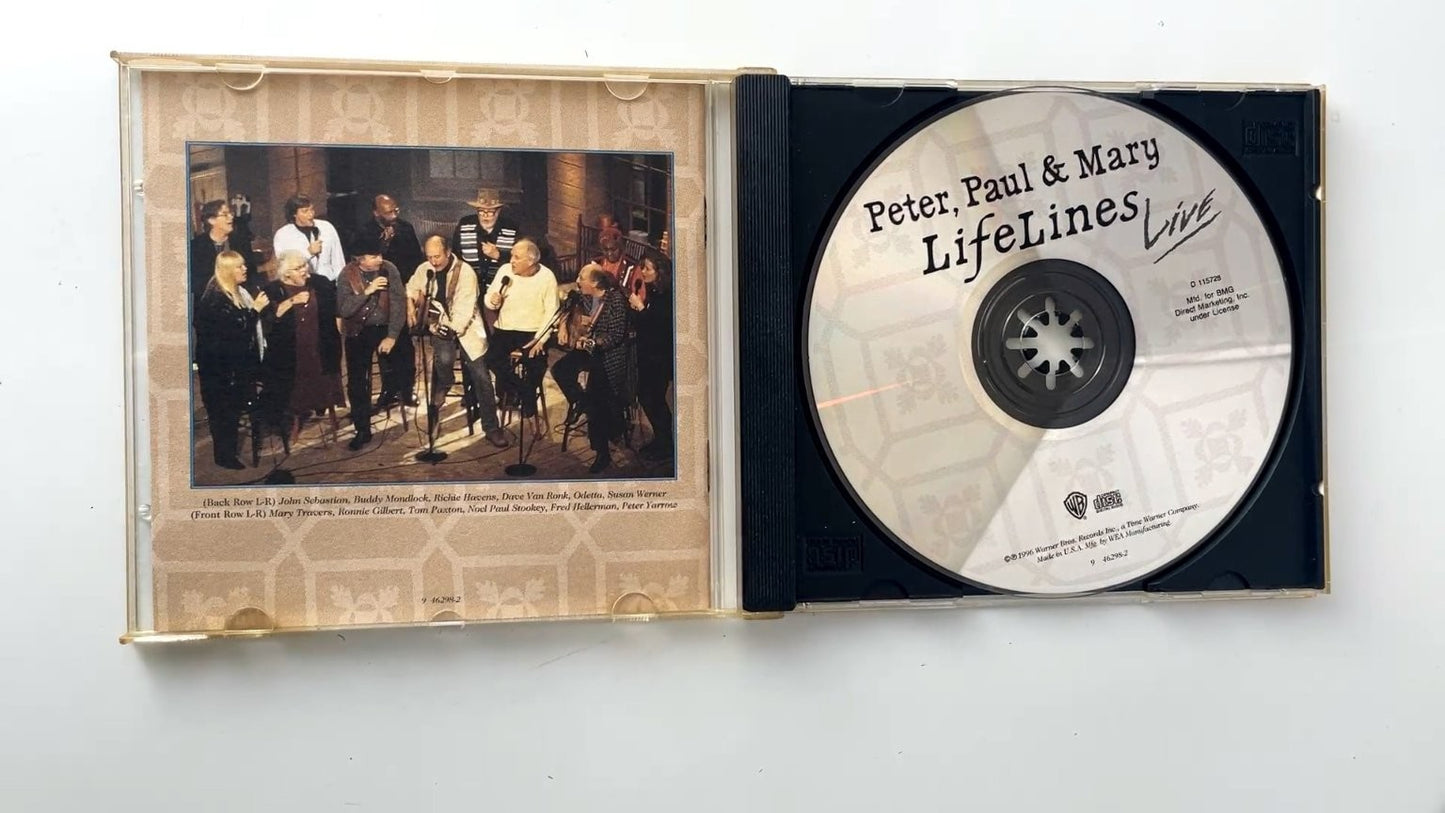 (Back Row L-R) John Sebastian, Buddy Mondlock, Richie Havens, Dave Van Ronk, Odetta, Susan Werner
(Front Row L-R) Mary Travers, Ronnie Gilbert, Tom Paxton, Noel Paul Stookey, Fred Hellerman, Peter Yarrow
9 46298-2
Peter, Paul & Mary
LifeLines
Live
D 115728
Mfd. for BMG
Direct Marketing, Inc.
under License
WB
disc
℗©1996 Warner Bros. Records Inc., a Time Warner Company.
Made in U.S.A. Mfg. by WEA Manufacturing.
9 46298-2